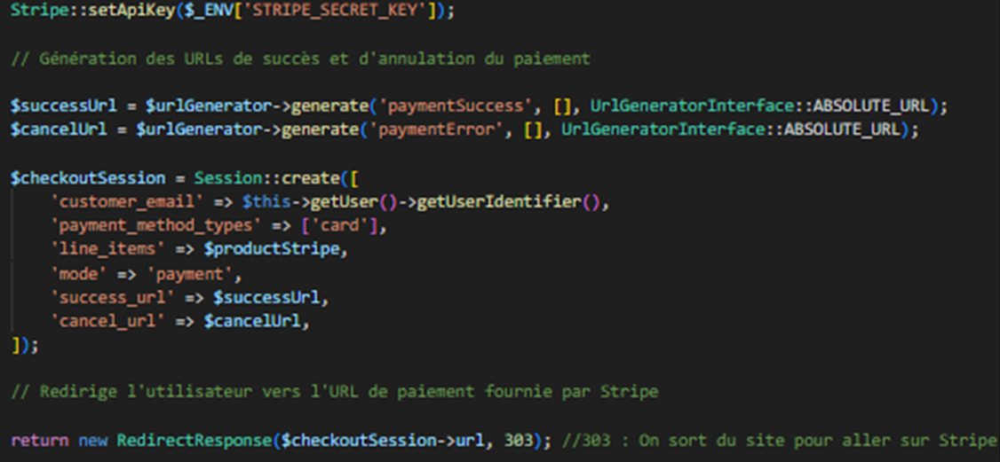 Stripe::setApiKey($_ENV['STRIPE_SECRET_KEY']);
// Génération des URLs de succès et d'annulation du paiement
$successUrl = $urlGenerator->generate('paymentSuccess', [], UrlGeneratorInterface::ABSOLUTE_URL);
$cancelUrl = $urlGenerator->generate('paymentError', [], UrlGeneratorInterface::ABSOLUTE_URL);
$checkoutSession = Session::create([
'customer_email' => $this->getUser()->getUserIdentifier(),
'payment_method_types' => ['card'],
'line_items' => $productStripe,
'mode' => 'payment',
'success_url' => $successUrl,
'cancel_url' => $cancelUrl,
]);
// Redirige l'utilisateur vers l'URL de paiement fournie par Stripe
return new RedirectResponse($checkoutSession->url, 303); //303 : On sort du site pour aller sur Stripe